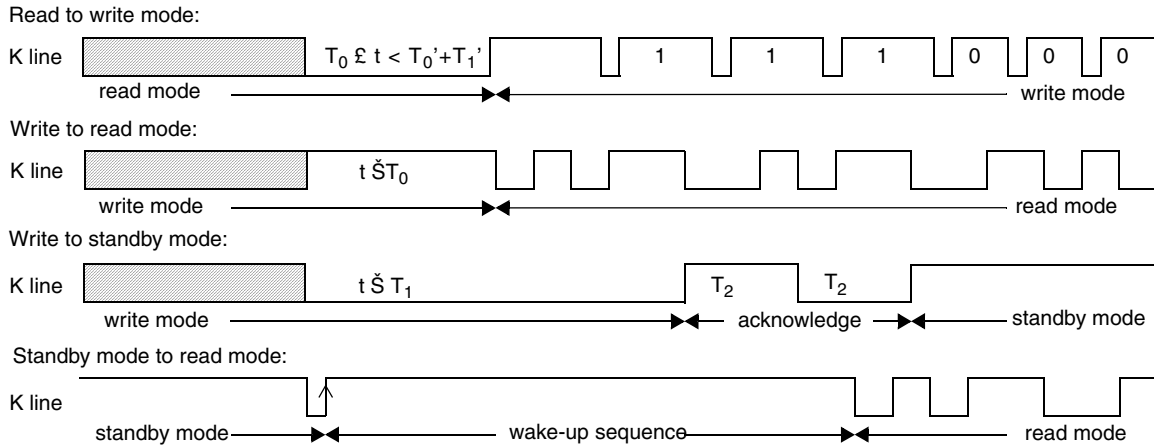 Read to write mode:
K line T₀ £ t < T₀’+T₁’ 1 1 1 0 0 0
read mode write mode
Write to read mode:
K line t ŠT₀
write mode read mode
Write to standby mode:
K line t Š T₁ T₂ T₂
write mode acknowledge standby mode
Standby mode to read mode:
K line
standby mode wake-up sequence read mode